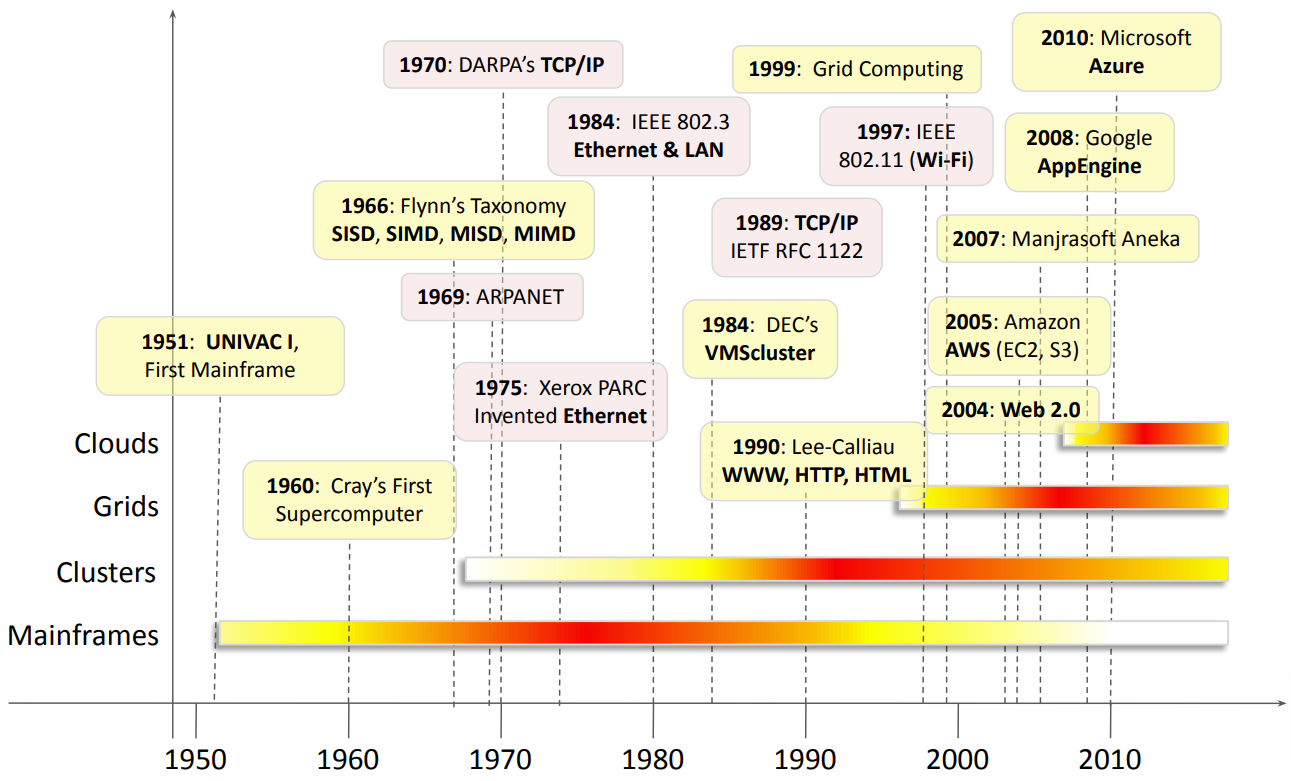 2010: Microsoft
Azure
1970: DARPA's TCP/IP
1999: Grid Computing
1984: IEEE 802.3
Ethernet & LAN
1997: IEEE
802.11 (Wi-Fi)
2008: Google
AppEngine
1966: Flynn's Taxonomy
SISD, SIMD, MISD, MIMD
1989: TCP/IP
IETF RFC 1122
2007: Manjrasoft Aneka
1969: ARPANET
1951: UNIVAC I,
First Mainframe
1984: DEC's
VMScluster
2005: Amazon
AWS (EC2, S3)
1975: Xerox PARC
Invented Ethernet
2004: Web 2.0
Clouds
1990: Lee-Calliau
WWW, HTTP, HTML
1960: Cray's First
Supercomputer
Grids
Clusters
Mainframes
1950 1960 1970 1980 1990 2000 2010